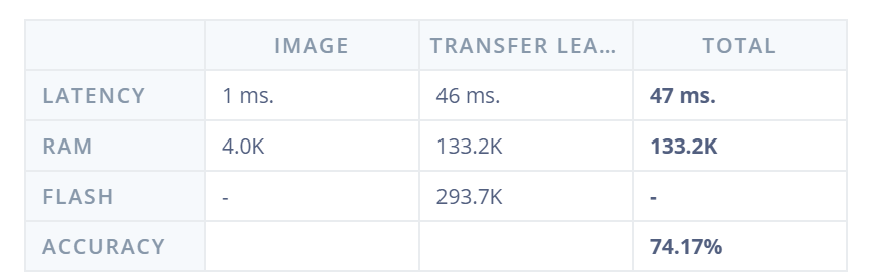 IMAGE TRANSFER LEA... TOTAL
LATENCY 1 ms. 46 ms. 47 ms.
RAM 4.0K 133.2K 133.2K
FLASH - 293.7K -
ACCURACY 74.17%